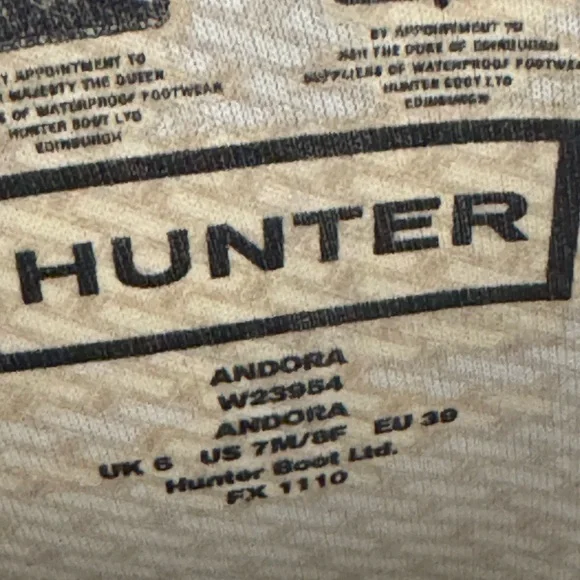 Y APPOINTMENT TO
MAJESTY THE QUEEN
S OF WATERPROOF FOOTWEAR
HUNTER BOOT LTD
EDINBURGH
BY APPOINTMENT TO
HRH THE DUKE OF EDINBURGH
SUPPLIERS OF WATERPROOF FOOTWEA
HUNTER BOOT LTD
EDINBURGH
HUNTER
ANDORA
W23954
ANDORA
UK 6 US 7M/8F EU 39
Hunter Boot Ltd.
FX 1110